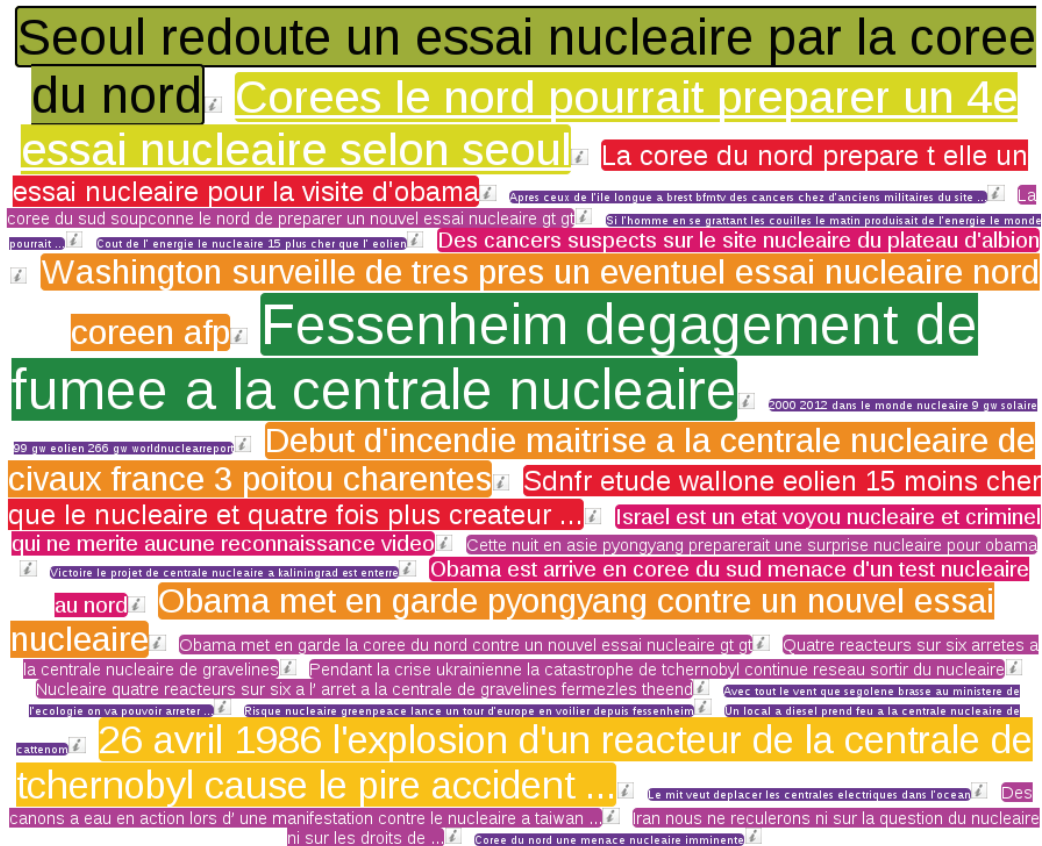 Seoul redoute un essai nucleaire par la coree
du nord Corees le nord pourrait preparer un 4e
essai nucleaire selon seoul La coree du nord prepare t elle un
essai nucleaire pour la visite d'obama Apres ceux de l'ile longue a brest bfmtv des cancers chez d'anciens militaires du site ... La
coree du sud soupconne le nord de preparer un nouvel essai nucleaire gt gt Si l'homme en se grattant les couilles le matin produisait de l'energie le monde
pourrait ... Cout de l' energie le nucleaire 15 plus cher que l' eolien Des cancers suspects sur le site nucleaire du plateau d'albion
Washington surveille de tres pres un eventuel essai nucleaire nord
coreen afp Fessenheim degagement de
fumee a la centrale nucleaire 2000 2012 dans le monde nucleaire 9 gw solaire
99 gw eolien 266 gw worldnuclearrepor Debut d'incendie maitrise a la centrale nucleaire de
civaux france 3 poitou charentes Sdnfr etude wallone eolien 15 moins cher
que le nucleaire et quatre fois plus createur ... Israel est un etat voyou nucleaire et criminel
qui ne merite aucune reconnaissance video Cette nuit en asie pyongyang preparerait une surprise nucleaire pour obama
Victoire le projet de centrale nucleaire a kaliningrad est enterre Obama est arrive en coree du sud menace d'un test nucleaire
au nord Obama met en garde pyongyang contre un nouvel essai
nucleaire Obama met en garde la coree du nord contre un nouvel essai nucleaire gt gt Quatre reacteurs sur six arretes a
la centrale nucleaire de gravelines Pendant la crise ukrainienne la catastrophe de tchernobyl continue reseau sortir du nucleaire
Nucleaire quatre reacteurs sur six a l' arret a la centrale de gravelines fermezles theend Avec tout le vent que segolene brasse au ministere de
l'ecologie on va pouvoir arreter ... Risque nucleaire greenpeace lance un tour d'europe en voilier depuis fessenheim Un local a diesel prend feu a la centrale nucleaire de
cattenom 26 avril 1986 l'explosion d'un reacteur de la centrale de
tchernobyl cause le pire accident ... Le mit veut deplacer les centrales electriques dans l'ocean Des
canons a eau en action lors d' une manifestation contre le nucleaire a taiwan ... Iran nous ne reculerons ni sur la question du nucleaire
ni sur les droits de ... Coree du nord une menace nucleaire imminente